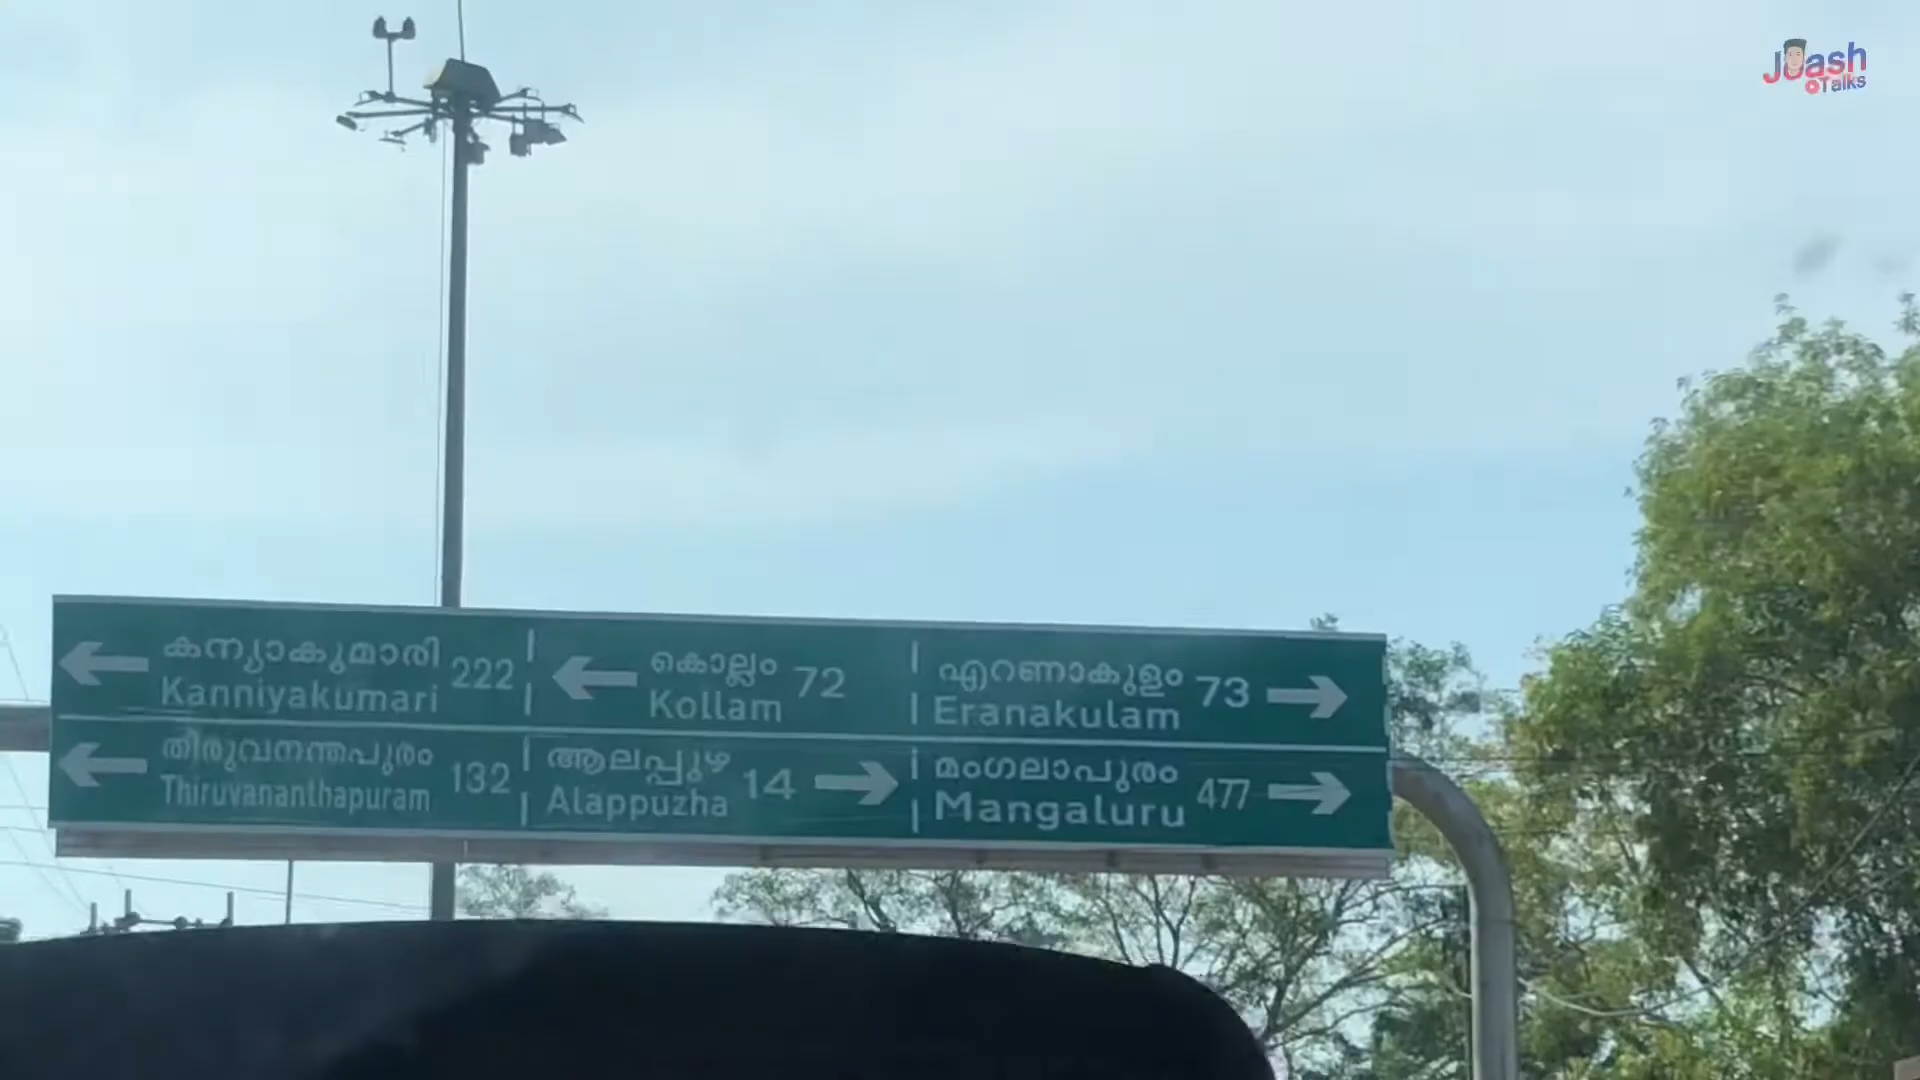 Joash
Talks
കന്യാകുമാരി
Kanniyakumari 222
കൊല്ലം
Kollam 72
എറണാകുളം
Eranakulam 73
തിരുവനന്തപുരം
Thiruvananthapuram 132
ആലപ്പുഴ
Alappuzha 14
മംഗലാപുരം
Mangaluru 477